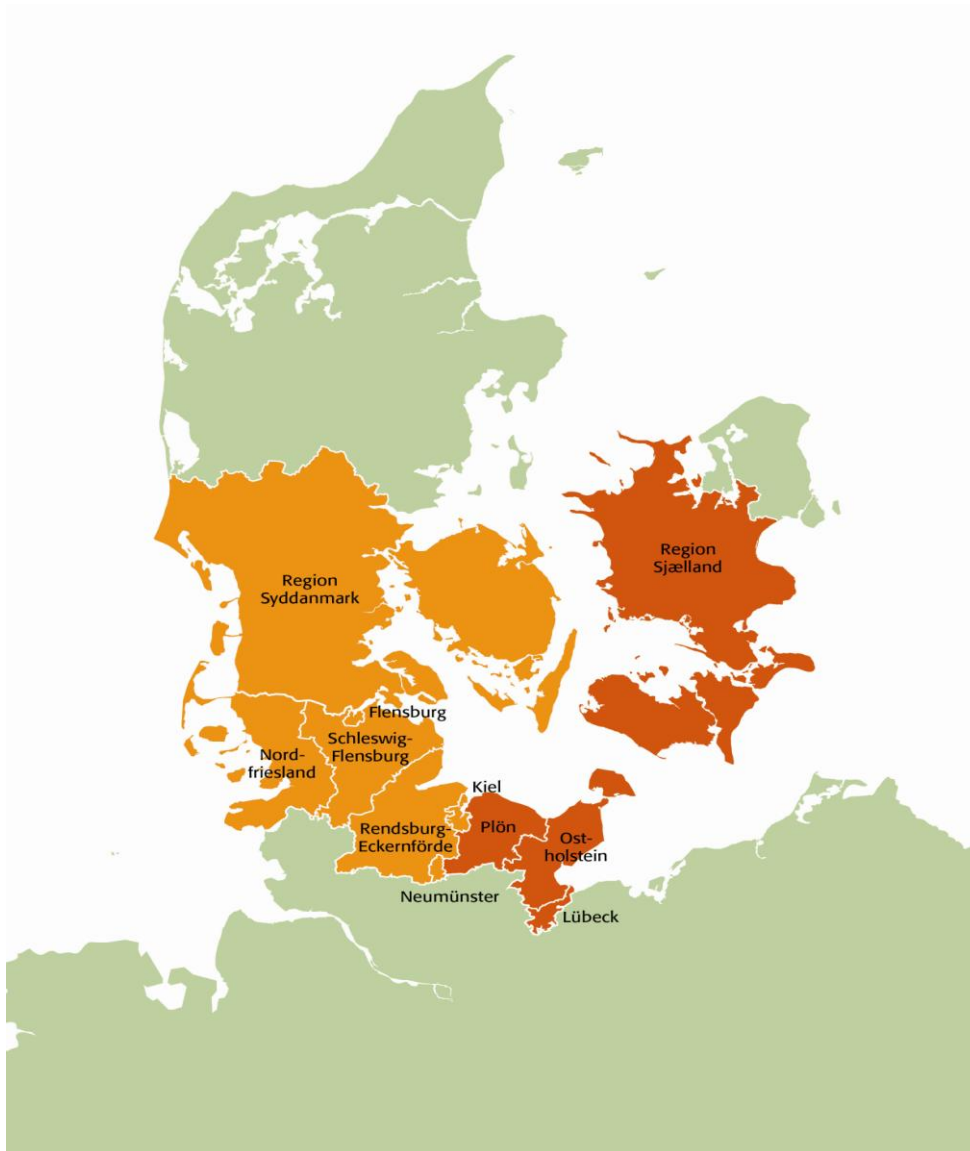 Region
Sjælland
Region
Syddanmark
Flensburg
Schleswig-
Flensburg
Nord-
friesland
Kiel
Plön
Rendsburg-
Eckernförde
Ost-
holstein
Neumünster
Lübeck